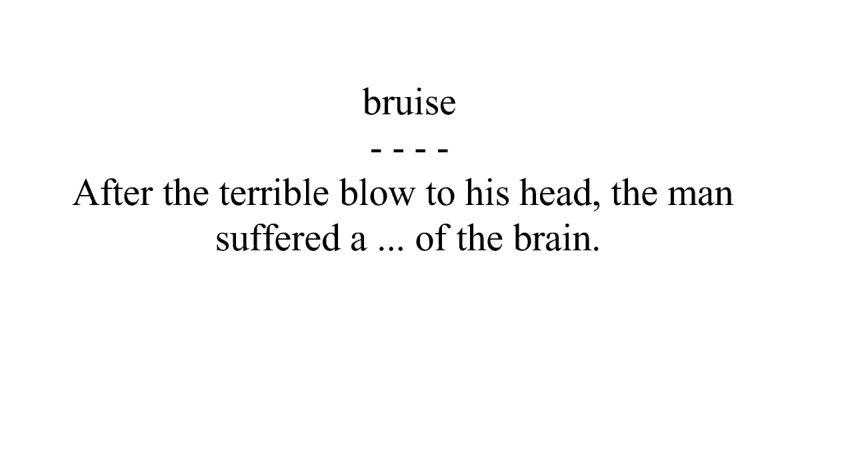 bruise
- - - -
After the terrible blow to his head, the man
suffered a ... of the brain.